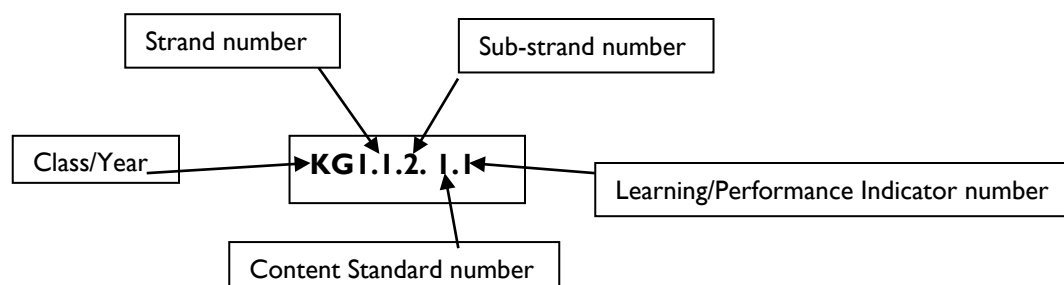 Strand number
Sub-strand number
Class/Year
KG1.1.2. 1.1
Learning/Performance Indicator number
Content Standard number